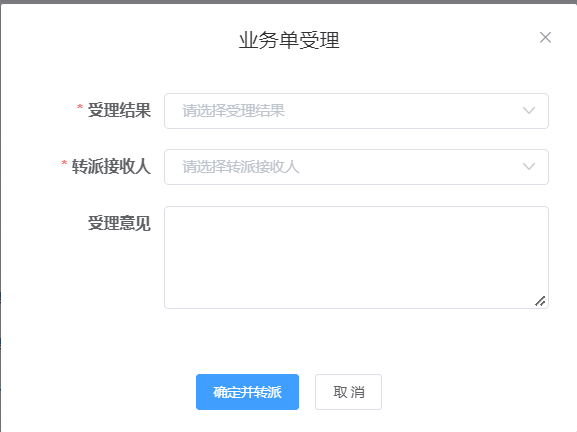 业务单受理
* 受理结果 请选择受理结果
* 转派接收人 请选择转派接收人
受理意见
确定并转派 取消